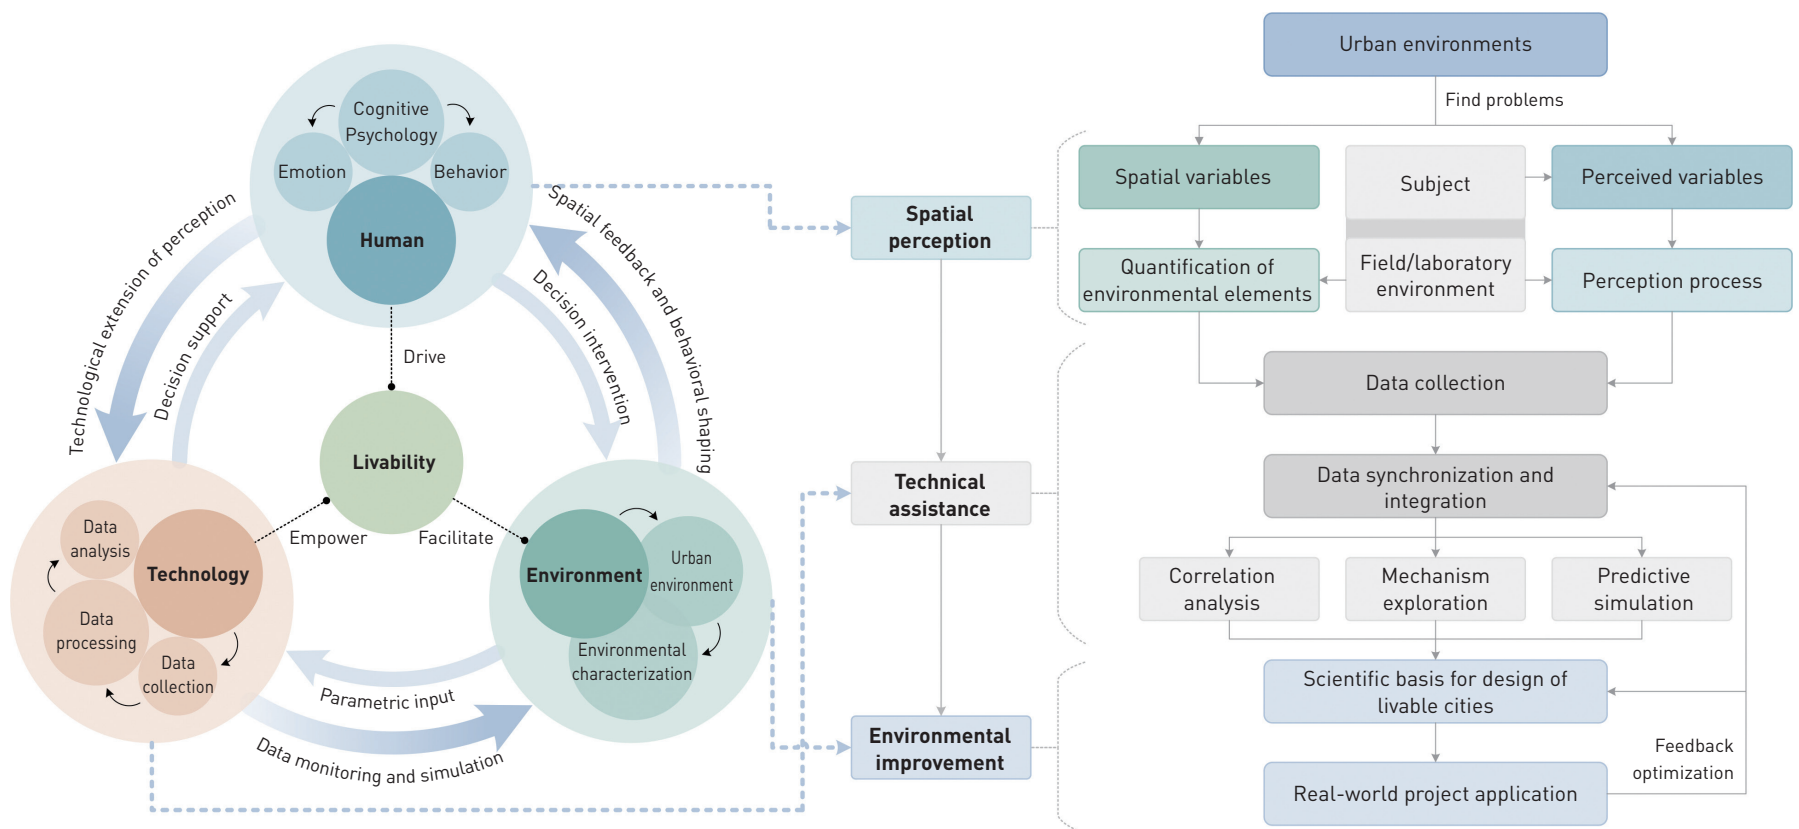 Cognitive
Psychology
Emotion
Behavior
Human
Technological extension of perception
Decision support
Decision intervention
Spatial feedback and behavioral shaping
Drive
Livability
Empower
Facilitate
Data
analysis
Technology
Data
processing
Data
collection
Environment
Urban
environment
Environmental
characterization
Parametric input
Data monitoring and simulation
Spatial
perception
Technical
assistance
Environmental
improvement
Urban environments
Find problems
Spatial variables
Subject
Perceived variables
Quantification of
environmental elements
Field/laboratory
environment
Perception process
Data collection
Data synchronization and
integration
Correlation
analysis
Mechanism
exploration
Predictive
simulation
Scientific basis for design of
livable cities
Feedback
optimization
Real-world project application